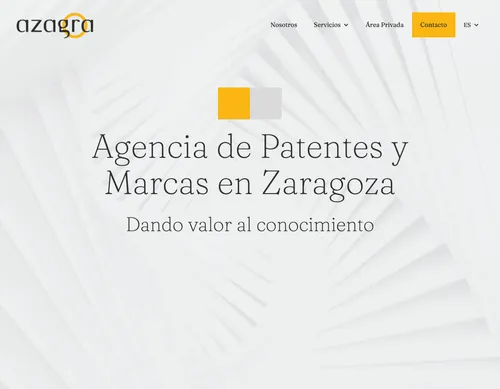 azagra
Nosotros Servicios Área Privada Contacto ES
Agencia de Patentes y
Marcas en Zaragoza
Dando valor al conocimiento